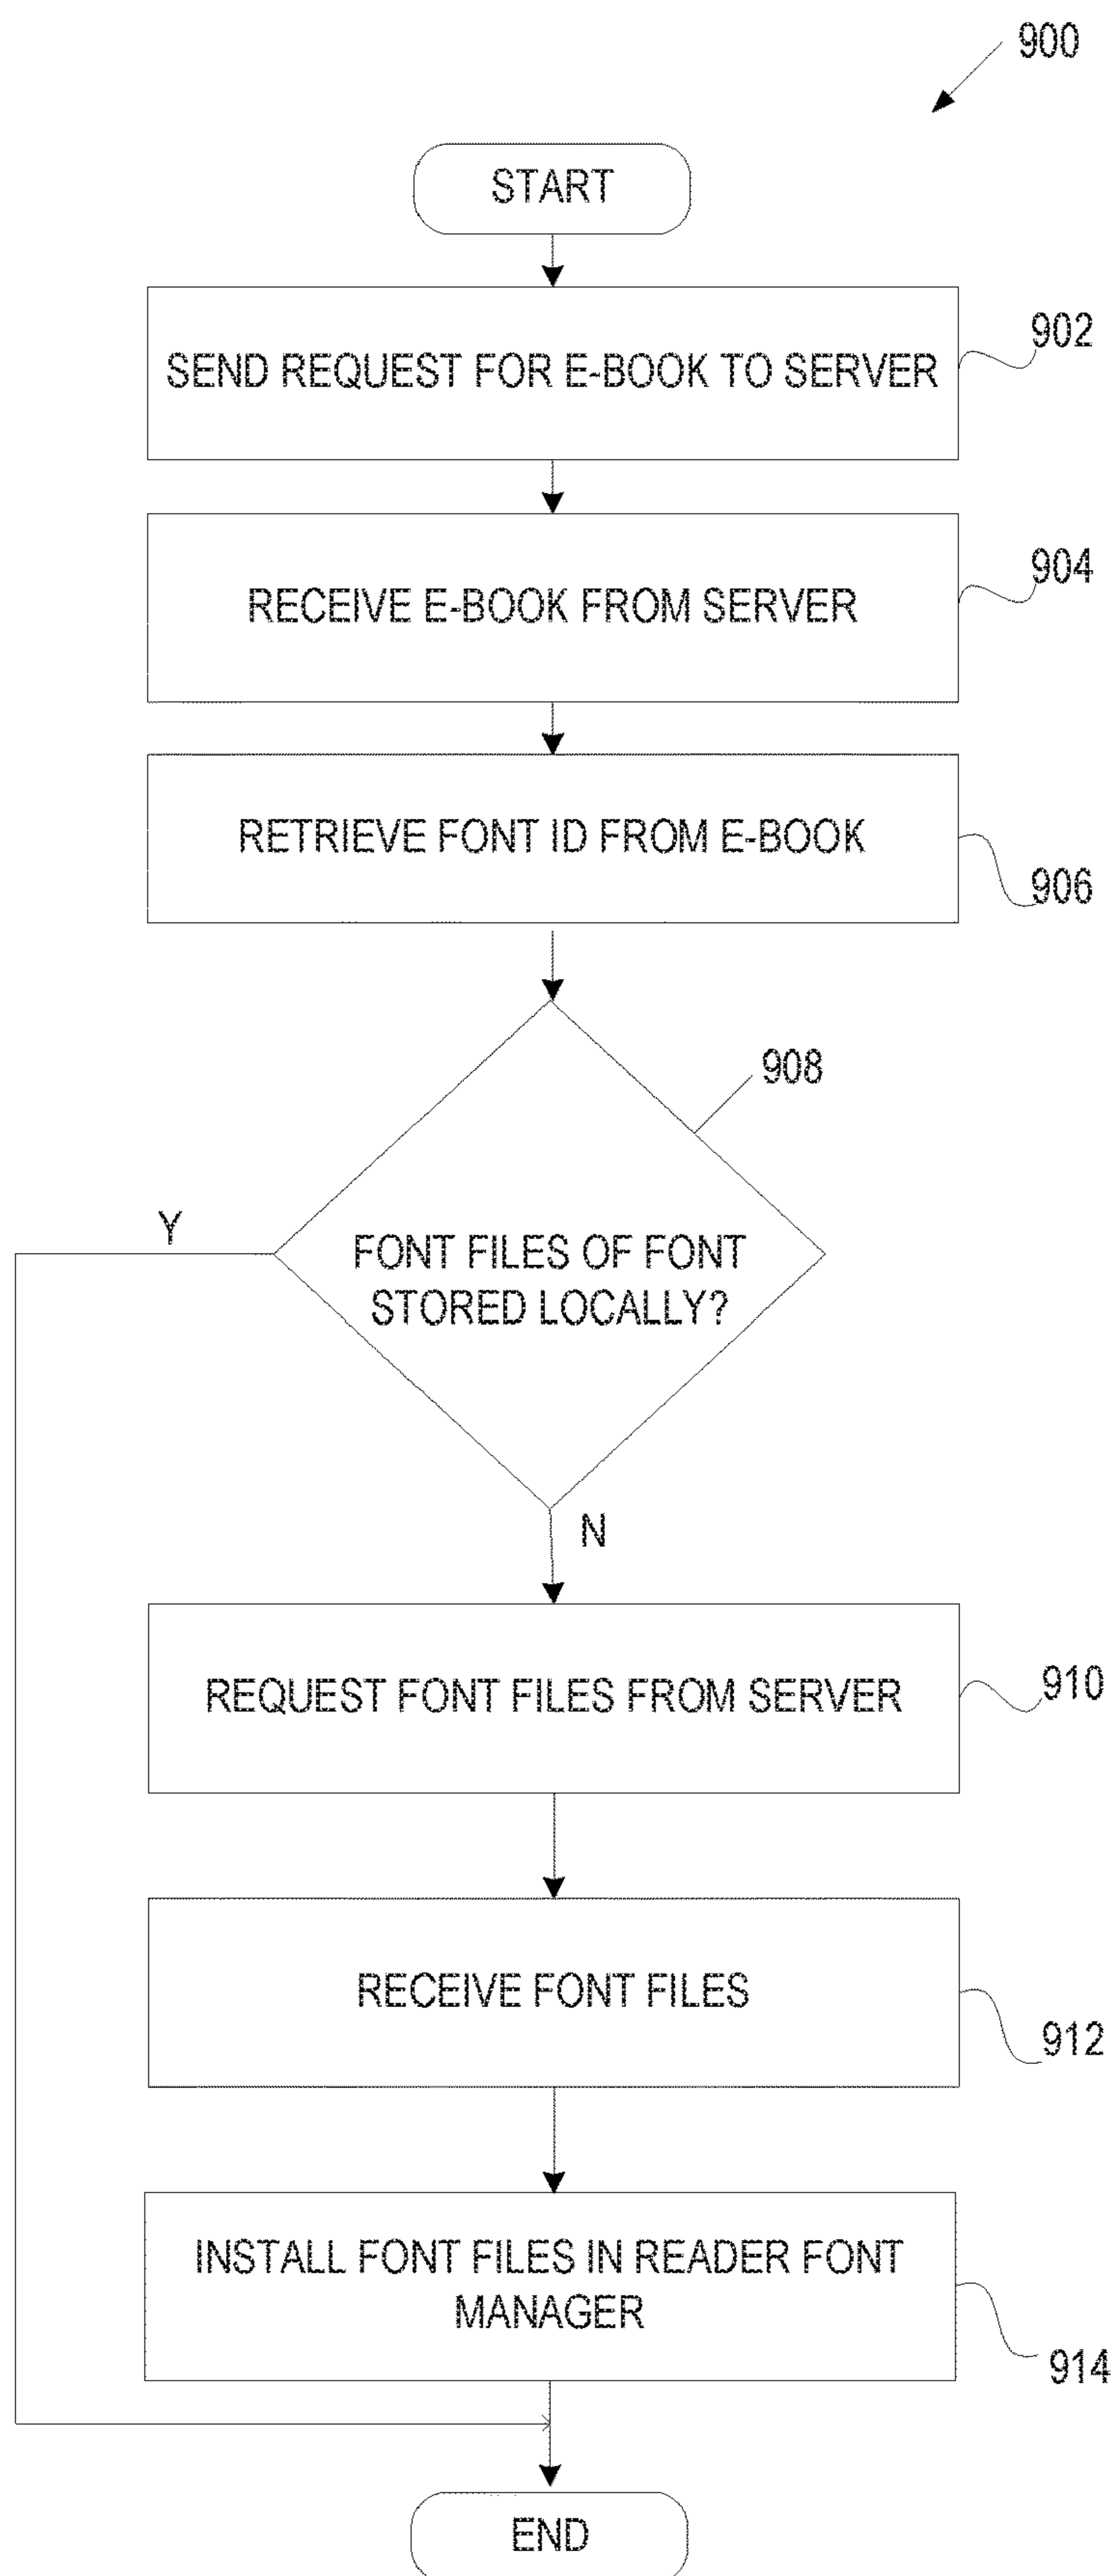 900
START
SEND REQUEST FOR E-BOOK TO SERVER
902
RECEIVE E-BOOK FROM SERVER
904
RETRIEVE FONT ID FROM E-BOOK
906
908
Y
FONT FILES OF FONT
STORED LOCALLY?
N
REQUEST FONT FILES FROM SERVER
910
RECEIVE FONT FILES
912
INSTALL FONT FILES IN READER FONT
MANAGER
914
END